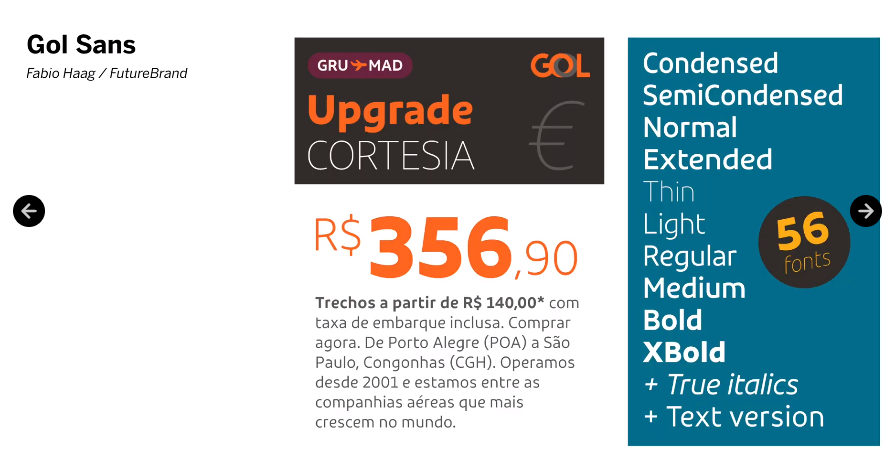 Gol Sans
Fabio Haag / FutureBrand
GRU MAD
GOL
Upgrade
CORTESIA
€
R$ 356,90
Trechos a partir de R$ 140,00* com
taxa de embarque inclusa. Comprar
agora. De Porto Alegre (POA) a São
Paulo, Congonhas (CGH). Operamos
desde 2001 e estamos entre as
companhias aéreas que mais
crescem no mundo.
Condensed
SemiCondensed
Normal
Extended
Thin
Light
Regular
Medium
Bold
XBold
+ True italics
+ Text version
56
fonts